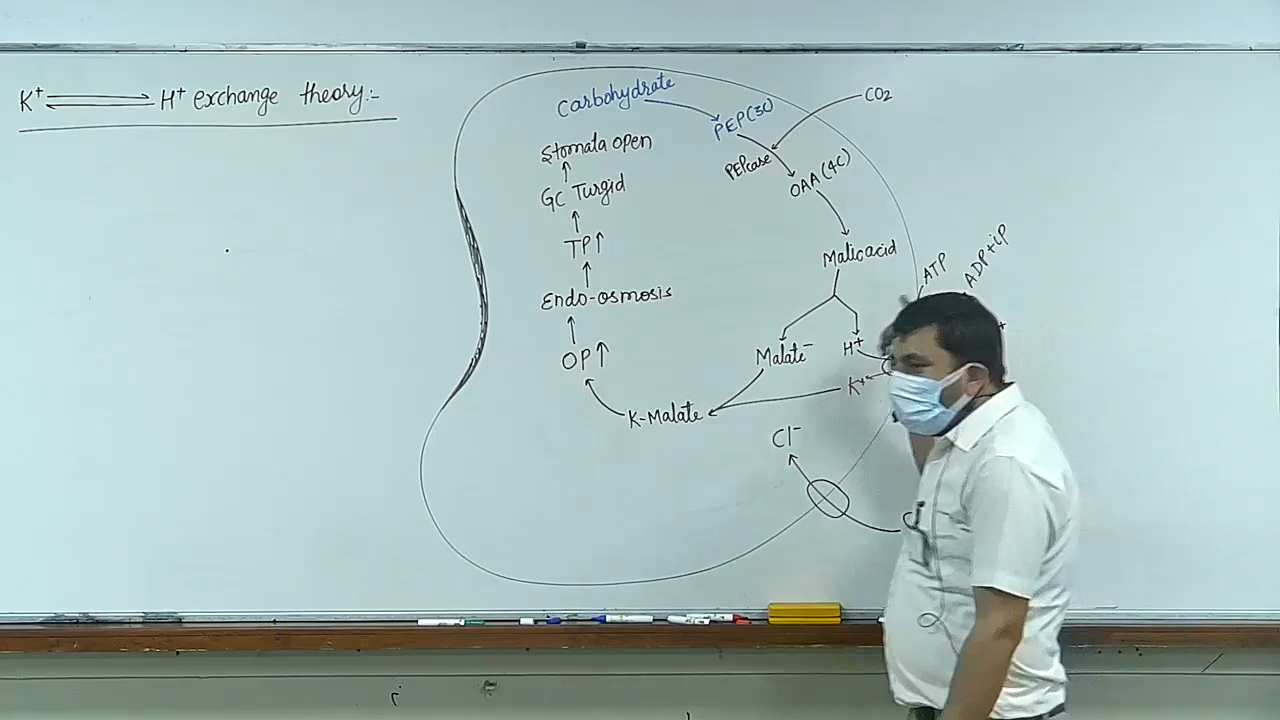 K⁺ ⇌ H⁺ exchange theory:-
Carbohydrate
PEP(3C)
CO2
PEPcase
OAA(4C)
Malic acid
Malate⁻
H⁺
K⁺
K-Malate
OP↑
Endo-osmosis
TP↑
GC Turgid
Stomata open
ATP
ADP+iP
Cl⁻